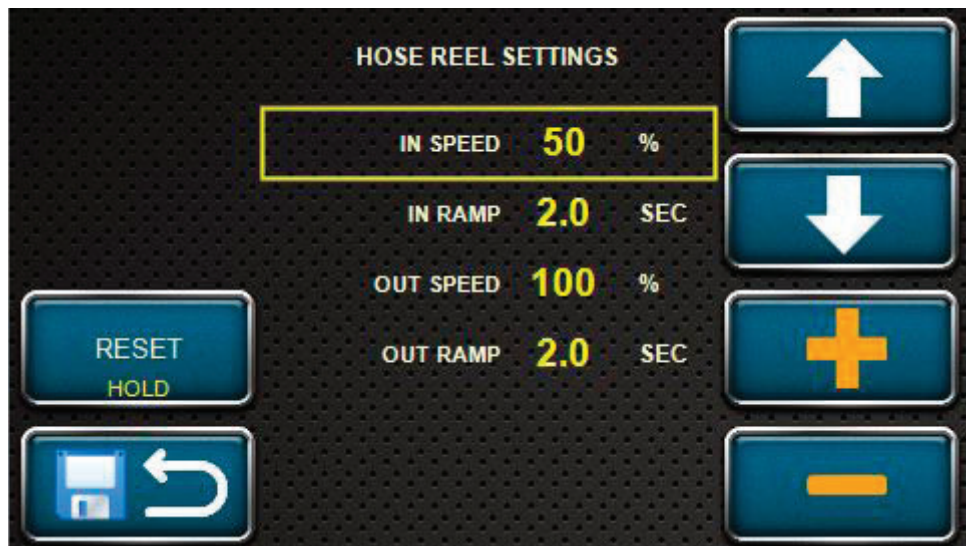 HOSE REEL SETTINGS
IN SPEED 50 %
IN RAMP 2.0 SEC
OUT SPEED 100 %
OUT RAMP 2.0 SEC
RESET
HOLD